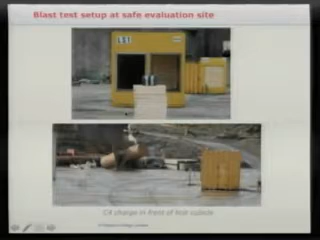 Blast test setup at safe evaluation site
C4 charge in front of test cubicle